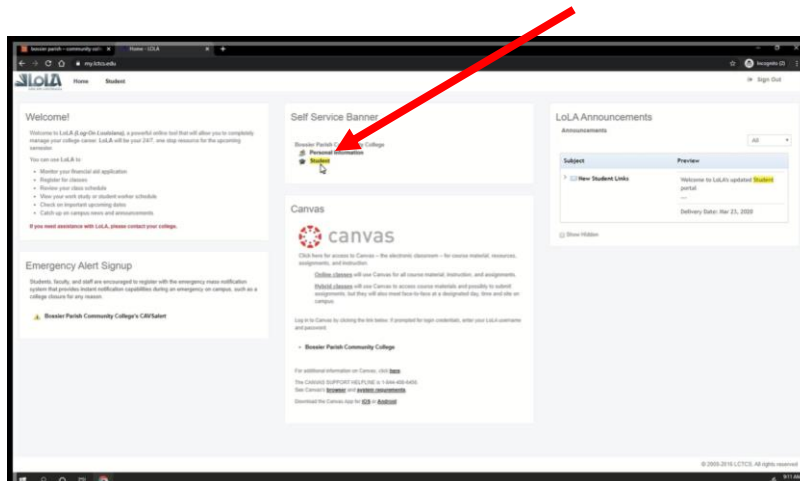 bossier parish - community coll
Home - LOLA
my.lctcs.edu
Incognito (2)
LOLA
Home
Student
Sign Out
Welcome!
Welcome to LoLA (Log-On Louisiana), a powerful online tool that will allow you to completely
manage your college career. LoLA will be your 24/7, one stop resource for the upcoming
semester.
You can use LoLA to:
Monitor your financial aid application
Register for classes
Review your class schedule
View your work study or student worker schedule
Check on important upcoming dates
Catch up on campus news and announcements
If you need assistance with LoLA, please contact your college.
Emergency Alert Signup
Students, faculty, and staff are encouraged to register with the emergency mass notification
system that provides instant notification capabilities during an emergency on campus, such as a
college closure for any reason.
Bossier Parish Community College's CAVSalert
Self Service Banner
Bossier Parish Community College
Personal Information
Student
Canvas
canvas
Click here for access to Canvas - the electronic classroom - for course material, resources,
assignments, and instruction.
Online classes will use Canvas for all course material, instruction, and assignments.
Hybrid classes will use Canvas to access course materials and possibly to submit
assignments, but they will also meet face-to-face at a designated day, time and site on
campus.
Log in to Canvas by clicking the link below. If prompted for login credentials, enter your LoLA username
and password.
Bossier Parish Community College
For additional information on Canvas, click here.
The CANVAS SUPPORT HELPLINE is 1-844-400-6456.
See Canvas's browser and system requirements.
Download the Canvas App for iOS or Android
LoLA Announcements
Announcements
All
Subject
Preview
New Student Links
Welcome to LoLA's updated Student
portal
...
Delivery Date: Mar 23, 2020
Show Hidden
© 2009-2016 LCTCS. All rights reserved
9:11 AM